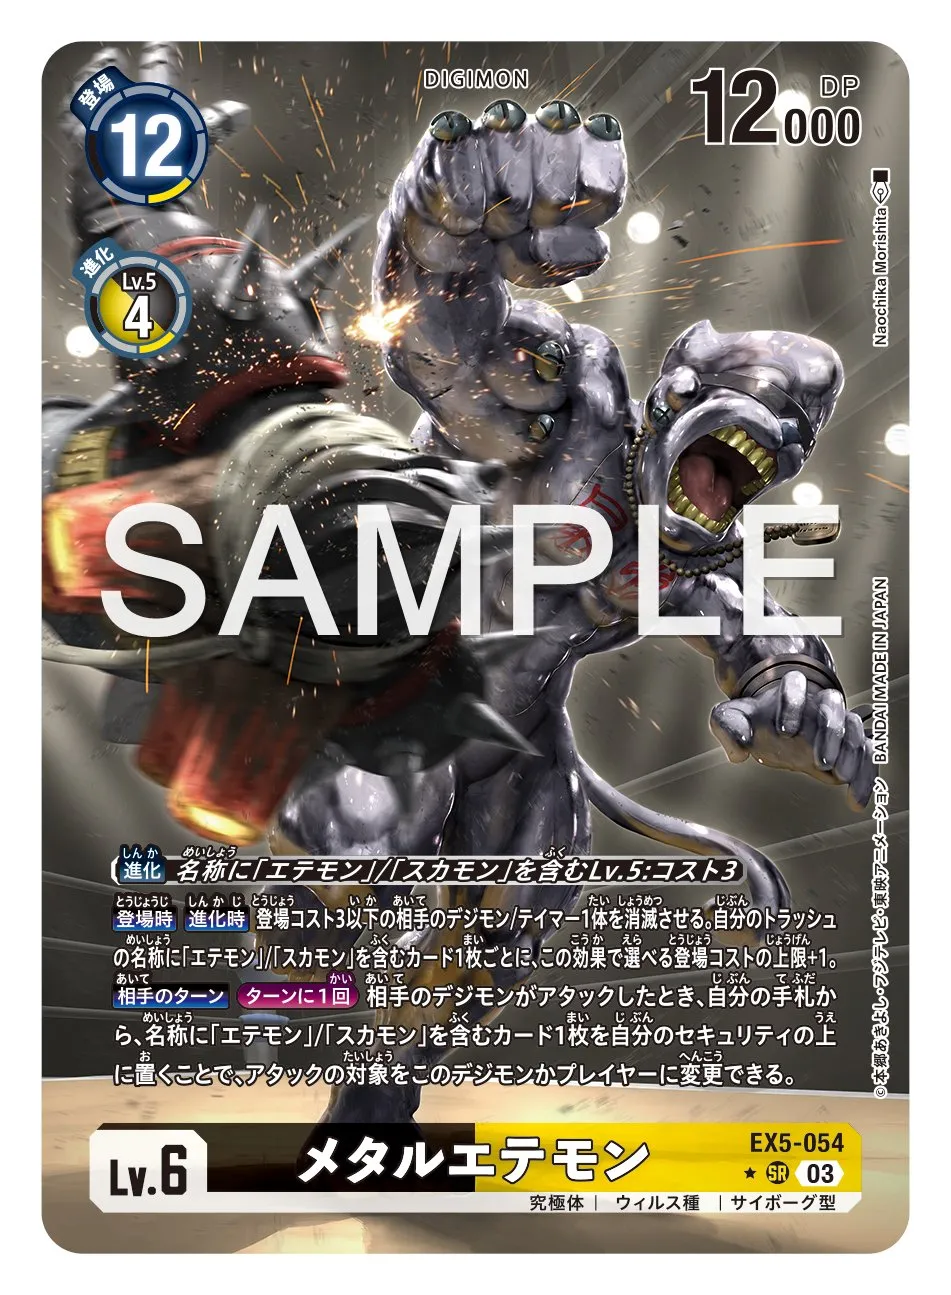 DIGIMON
登場
12
12000
DP
進化
Lv.5
4
Naochika Morishita
SAMPLE
BANDAI MADE IN JAPAN
©本郷あきよし・フジテレビ・東映アニメーション
進化 名称に「エテモン」/「スカモン」を含むLv.5:コスト3
登場時 進化時 登場コスト3以下の相手のデジモン/テイマー1体を消滅させる。自分のトラッシュ
の名称に「エテモン」/「スカモン」を含むカード1枚ごとに、この効果で選べる登場コストの上限+1。
相手のターン ターンに1回 相手のデジモンがアタックしたとき、自分の手札か
ら、名称に「エテモン」/「スカモン」を含むカード1枚を自分のセキュリティの上
に置くことで、アタックの対象をこのデジモンかプレイヤーに変更できる。
Lv.6
メタルエテモン
EX5-054
SR 03
究極体 | ウィルス種 | サイボーグ型